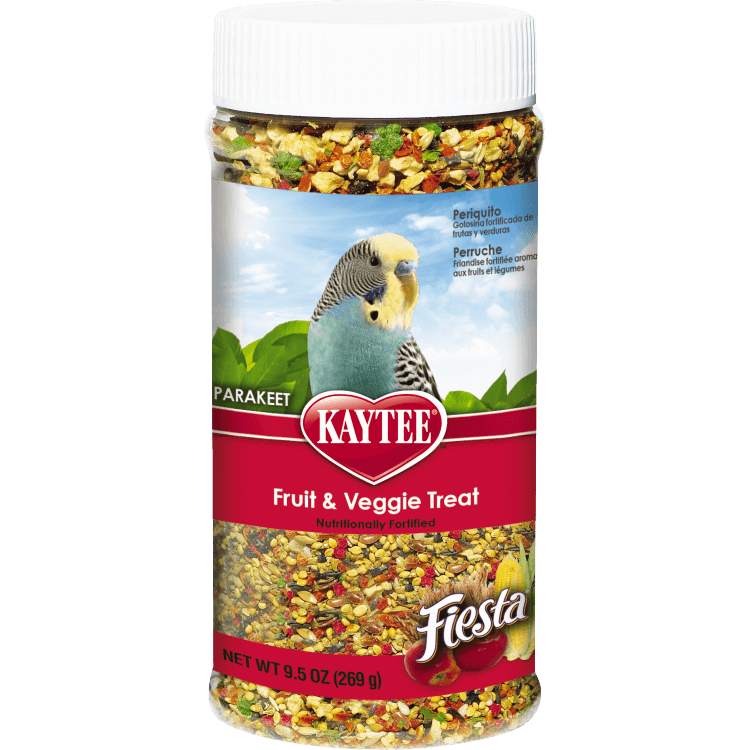 Periquito
Golosina fortificada de
frutas y verduras
Perruche
Friandise fortifiée aroma
aux fruits et légumes
PARAKEET
KAYTEE®
Fruit & Veggie Treat
Nutritionally Fortified
Fiesta
NET WT 9.5 OZ (269 g)